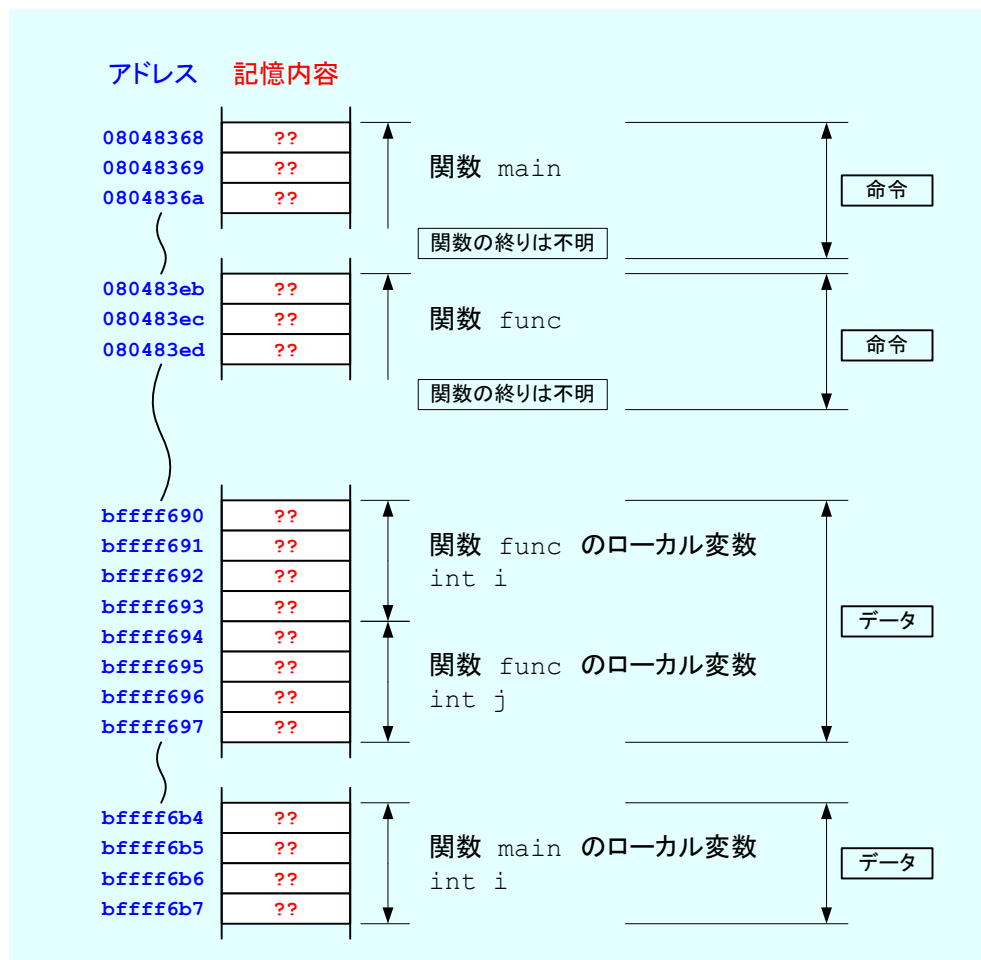 アドレス 記憶内容
08048368 ??
08048369 ?? 関数 main
0804836a ?? 命令
関数の終りは不明
080483eb ??
080483ec ?? 関数 func
080483ed ?? 命令
関数の終りは不明
bffff690 ??
bffff691 ?? 関数 func のローカル変数
bffff692 ?? int i
bffff693 ??
bffff694 ?? データ
bffff695 ?? 関数 func のローカル変数
bffff696 ?? int j
bffff697 ??
bffff6b4 ??
bffff6b5 ?? 関数 main のローカル変数 データ
bffff6b6 ?? int i
bffff6b7 ??